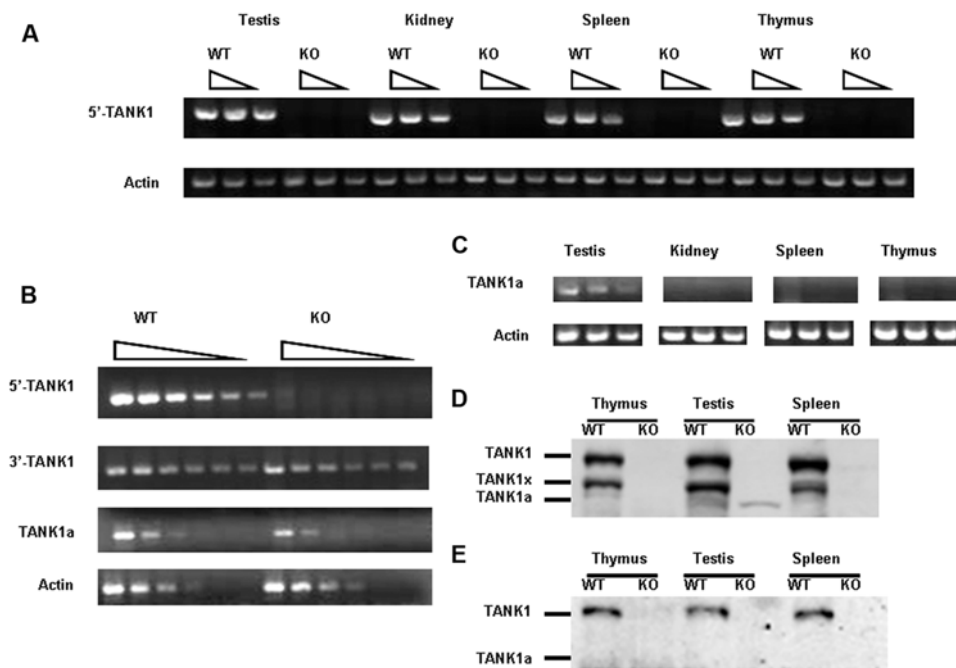 A
Testis Kidney Spleen Thymus
WT KO WT KO WT KO WT KO
5'-TANK1
Actin
B
WT KO
5'-TANK1
3'-TANK1
TANK1a
Actin
C
Testis Kidney Spleen Thymus
TANK1a
Actin
D
Thymus Testis Spleen
WT KO WT KO WT KO
TANK1
TANK1x
TANK1a
E
Thymus Testis Spleen
WT KO WT KO WT KO
TANK1
TANK1a